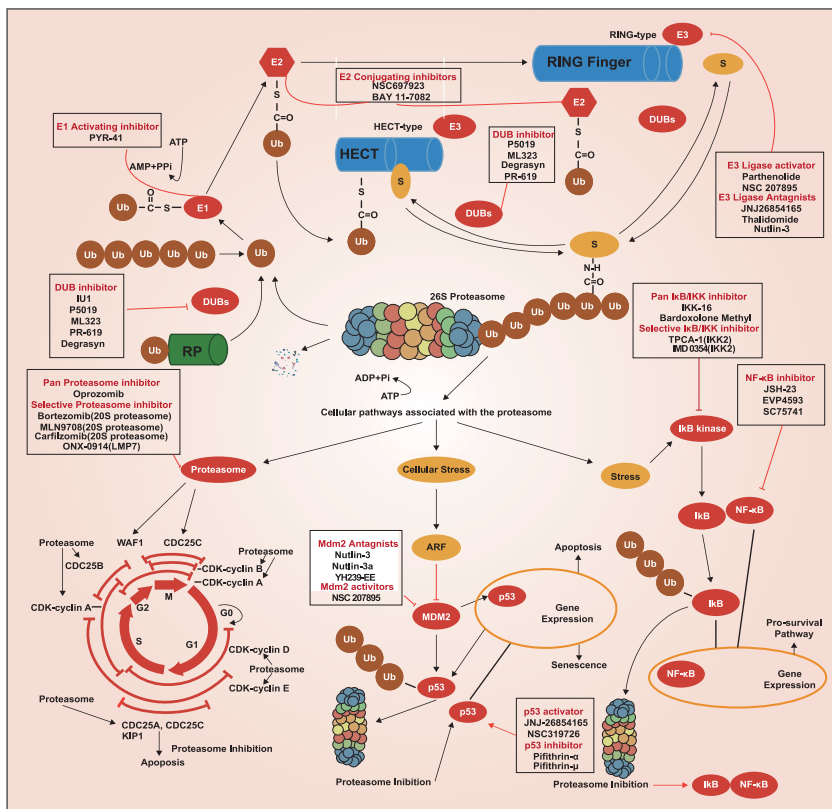 RING-type
E3
E2
RING Finger
S
E2 Conjugating inhibitors
NSC697923
BAY 11-7082
S
C=O
Ub
E2
S
C=O
Ub
DUBs
HECT-type
E3
HECT
S
S
C=O
Ub
DUB inhibitor
P5019
ML323
Degrasyn
PR-619
DUBs
E1 Activating inhibitor
PYR-41
ATP
AMP+PPi
O
Ub
C
S
E1
E3 Ligase activator
Parthenolide
NSC 207895
E3 Ligase Antagnists
JNJ26854165
Thalidomide
Nutlin-3
S
N-H
C=O
Ub
Ub
Ub
Ub
Ub
Ub
Ub
Ub
Ub
Ub
Ub
DUB inhibitor
IU1
P5019
ML323
PR-619
Degrasyn
DUBs
Ub
RP
26S Proteasome
ADP+Pi
ATP
Cellular pathways associated with the proteasome
Pan IκB/IKK inhibitor
IKK-16
Bardoxolone Methyl
Selective IκB/IKK inhibitor
TPCA-1(IKK2)
IMD0354(IKK2)
NF-κB inhibitor
JSH-23
EVP4593
SC75741
Pan Proteasome inhibitor
Oprozomib
Selective Proteasome inhibitor
Bortezomib(20S proteasome)
MLN9708(20S proteasome)
Carfilzomib(20S proteasome)
ONX-0914(LMP7)
Proteasome
Cellular Stress
Stress
IkB kinase
IkB
NF-κB
WAF1
CDC25C
Proteasome
CDC25B
Proteasome
CDK-cyclin B
CDK-cyclin A
CDK-cyclin A
M
G2
G0
S
G1
CDK-cyclin D
Proteasome
CDK-cyclin E
Proteasome
CDC25A, CDC25C
KIP1
Proteasome Inhibition
Apoposis
ARF
Mdm2 Antagnists
Nutlin-3
Nutlin-3a
YH239-EE
Mdm2 activitors
NSC 207895
MDM2
p53
Apoptosis
Gene
Expression
Senescence
Ub
Ub
Ub
p53
p53
Proteasome Inibition
p53 activator
JNJ-26854165
NSC319726
p53 inhibitor
Pifithrin-α
Pifithrin-μ
Ub
Ub
Ub
IkB
Pro-survival
Pathway
NF-κB
Gene
Expression
Proteasome Inibition
IkB
NF-κB